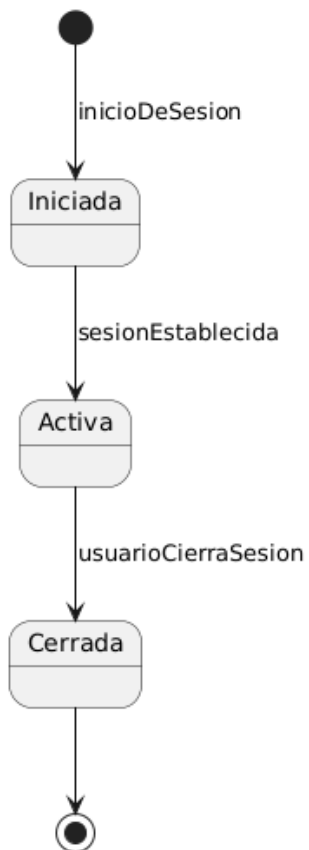 inicioDeSesion
Iniciada
sesionEstablecida
Activa
usuarioCierraSesion
Cerrada